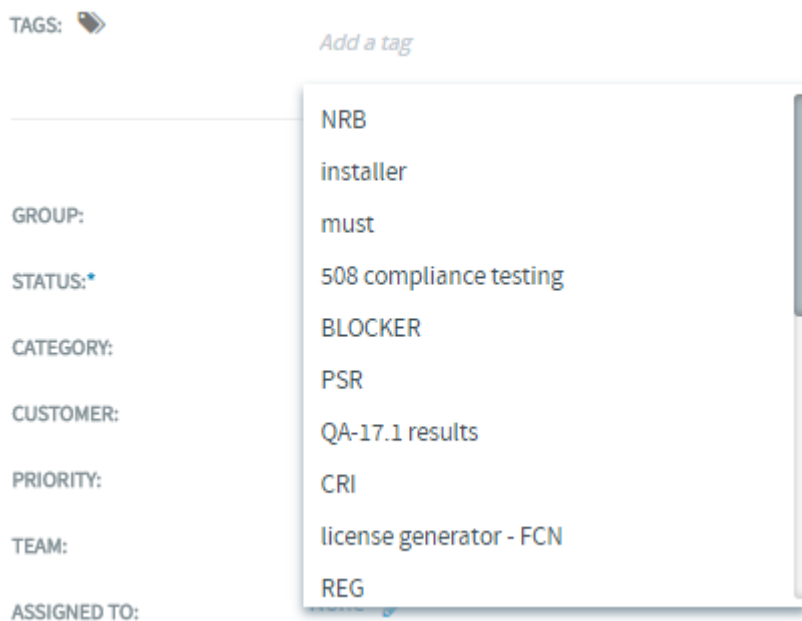 TAGS:
Add a tag
NRB
installer
must
508 compliance testing
BLOCKER
PSR
QA-17.1 results
CRI
license generator - FCN
REG
GROUP:
STATUS:*
CATEGORY:
CUSTOMER:
PRIORITY:
TEAM:
ASSIGNED TO:
None